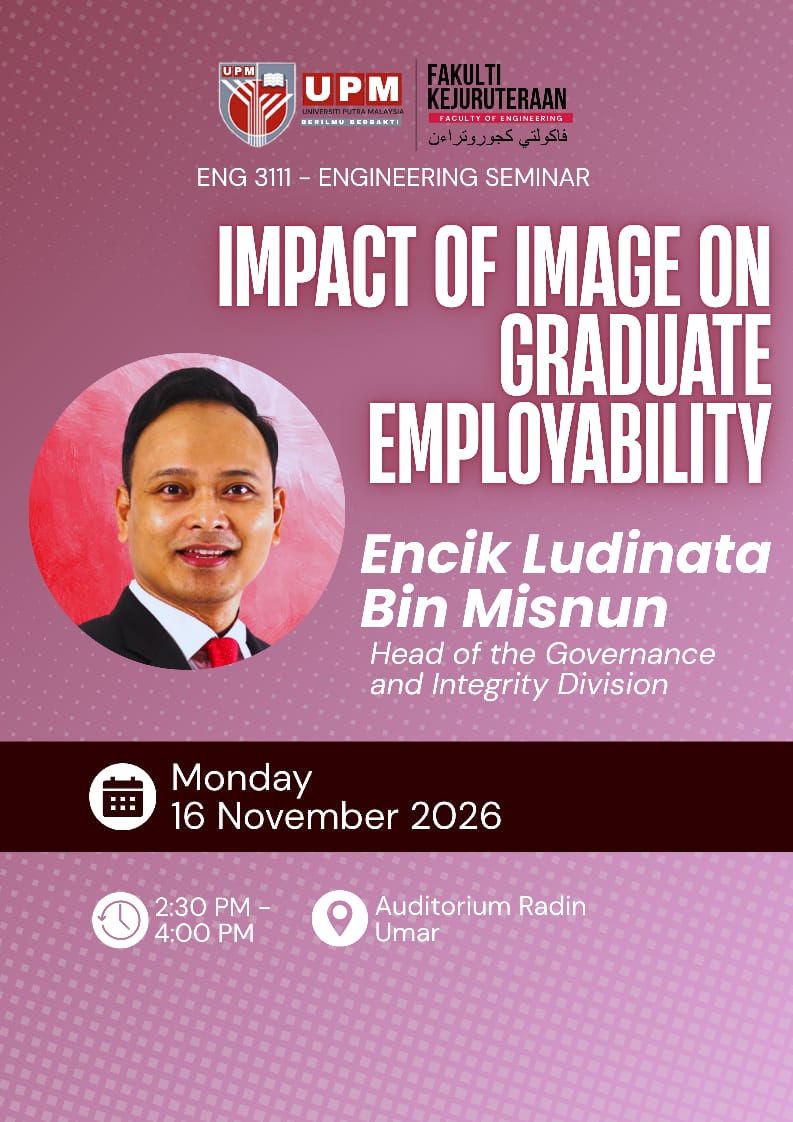 UPM
UPM
UNIVERSITI PUTRA MALAYSIA
BERILMU BERBAKTI
FAKULTI
KEJURUTERAAN
FACULTY OF ENGINEERING
فاكولتي كجوروتراءن
ENG 3111 - ENGINEERING SEMINAR
IMPACT OF IMAGE ON
GRADUATE
EMPLOYABILITY
Encik Ludinata
Bin Misnun
Head of the Governance
and Integrity Division
Monday
16 November 2026
2:30 PM -
4:00 PM
Auditorium Radin
Umar